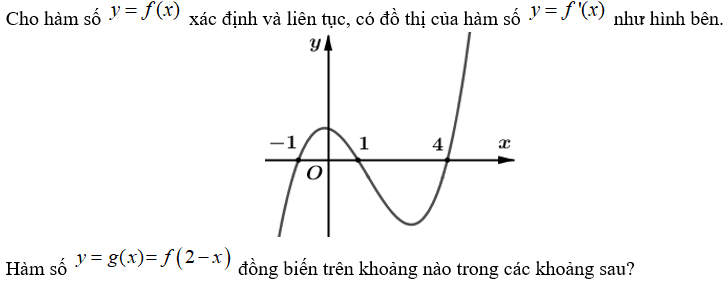 Cho hàm số y = f(x) xác định và liên tục, có đồ thị của hàm số y = f '(x) như hình bên.
y
−1 1 4 x
O
Hàm số y = g(x)= f(2−x) đồng biến trên khoảng nào trong các khoảng sau?